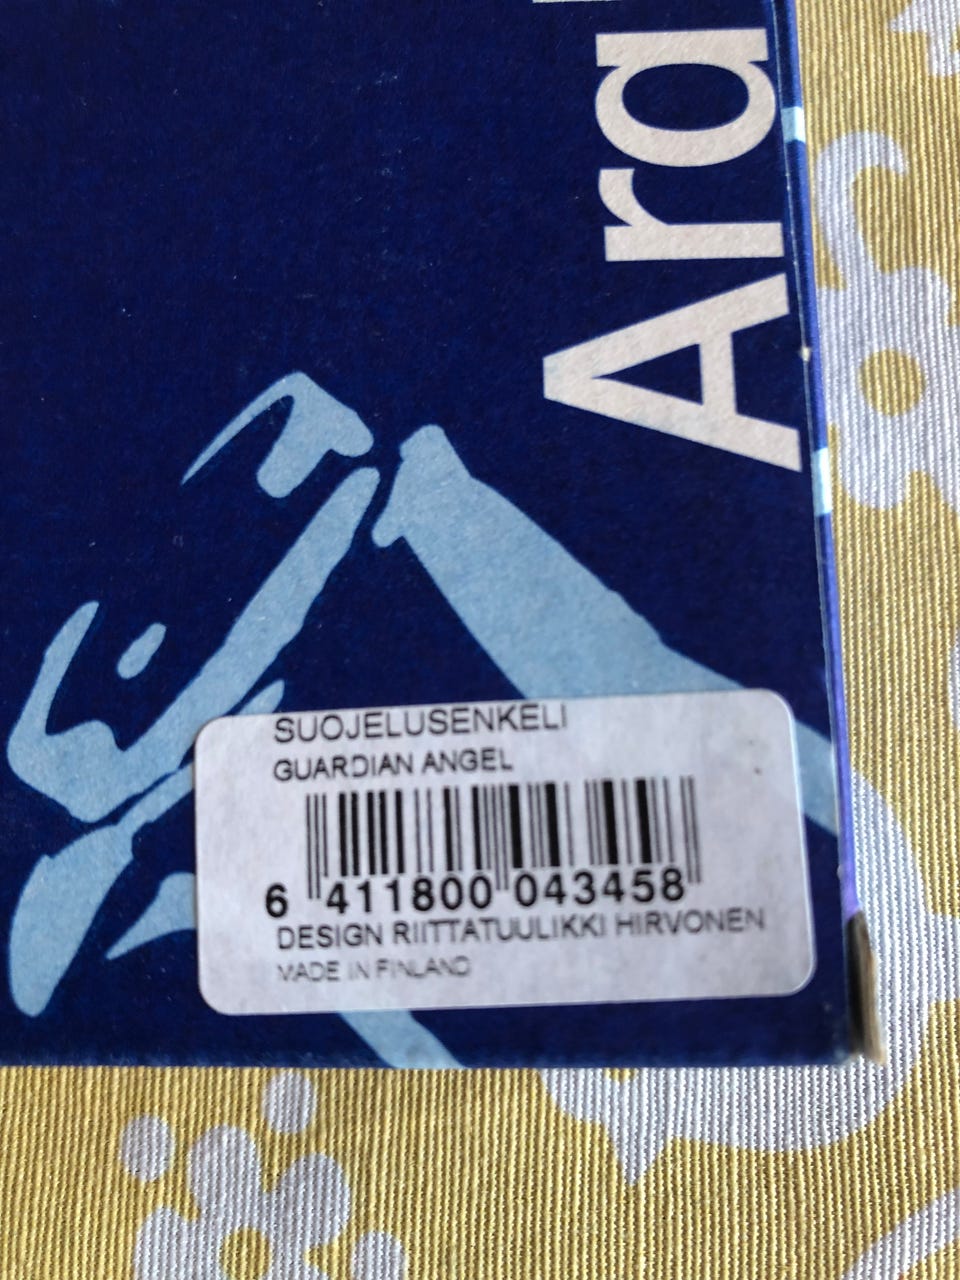 Ara
SUOJELUSENKELI
GUARDIAN ANGEL
6 411800 043458
DESIGN RIITTATUULIKKI HIRVONEN
MADE IN FINLAND